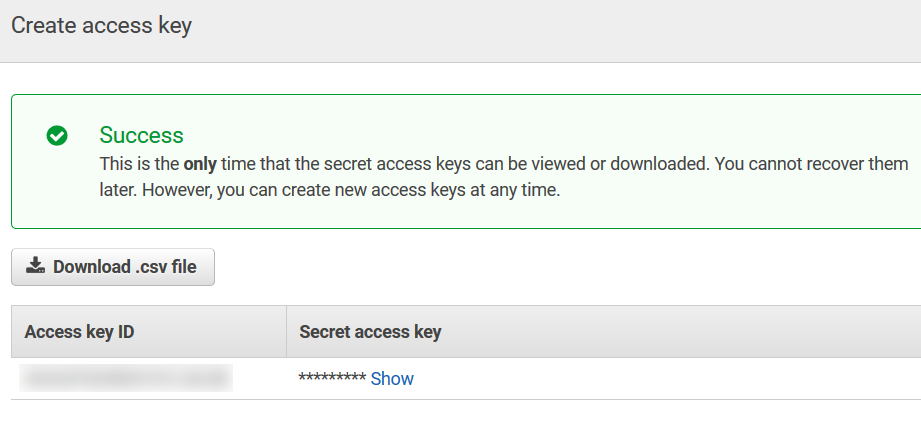 Create access key
Success
This is the only time that the secret access keys can be viewed or downloaded. You cannot recover them
later. However, you can create new access keys at any time.
Download .csv file
Access key ID Secret access key
********* Show